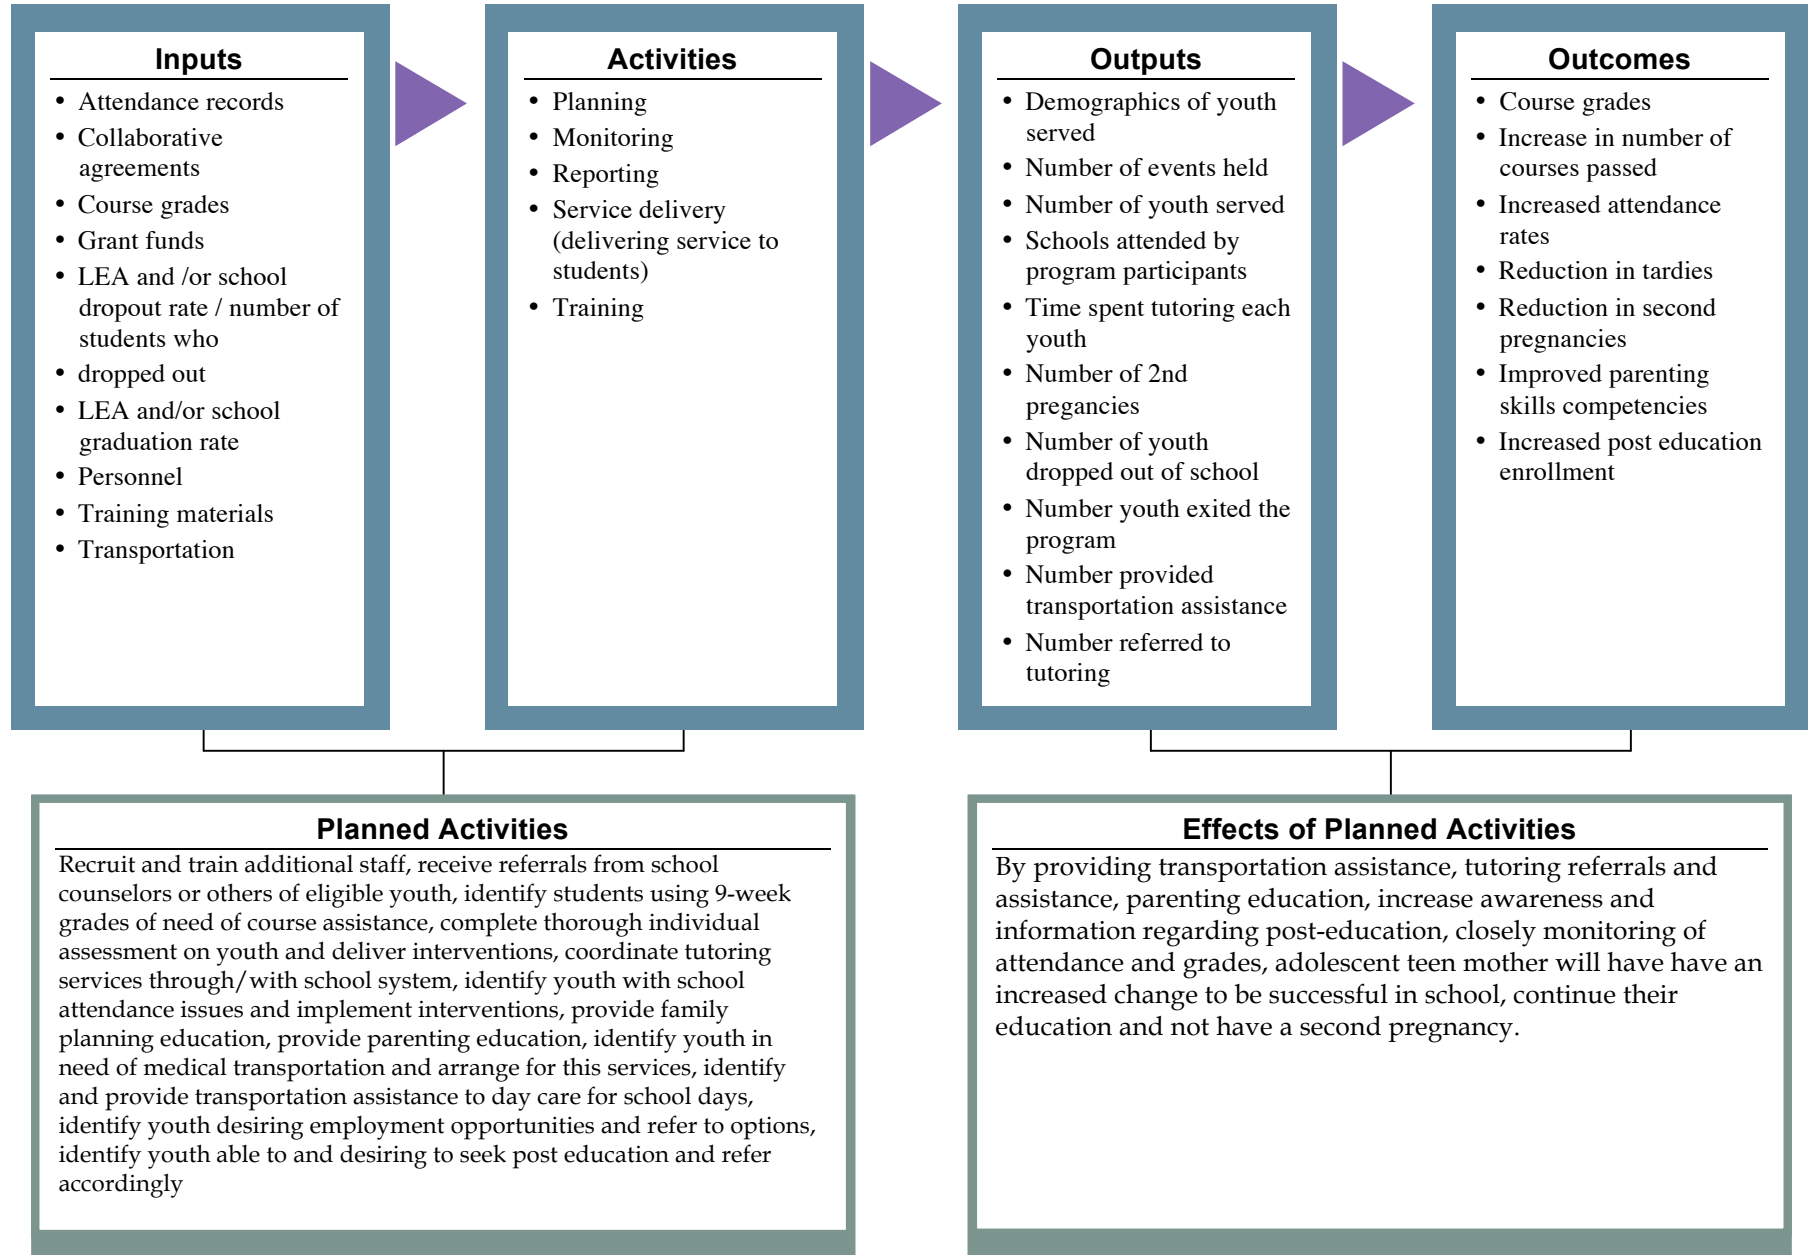 Inputs
• Attendance records
• Collaborative
agreements
• Course grades
• Grant funds
• LEA and /or school
dropout rate / number of
students who
• dropped out
• LEA and/or school
graduation rate
• Personnel
• Training materials
• Transportation
Activities
• Planning
• Monitoring
• Reporting
• Service delivery
(delivering service to
students)
• Training
Outputs
• Demographics of youth
served
• Number of events held
• Number of youth served
• Schools attended by
program participants
• Time spent tutoring each
youth
• Number of 2nd
pregancies
• Number of youth
dropped out of school
• Number youth exited the
program
• Number provided
transportation assistance
• Number referred to
tutoring
Outcomes
• Course grades
• Increase in number of
courses passed
• Increased attendance
rates
• Reduction in tardies
• Reduction in second
pregnancies
• Improved parenting
skills competencies
• Increased post education
enrollment
Planned Activities
Recruit and train additional staff, receive referrals from school
counselors or others of eligible youth, identify students using 9-week
grades of need of course assistance, complete thorough individual
assessment on youth and deliver interventions, coordinate tutoring
services through/with school system, identify youth with school
attendance issues and implement interventions, provide family
planning education, provide parenting education, identify youth in
need of medical transportation and arrange for this services, identify
and provide transportation assistance to day care for school days,
identify youth desiring employment opportunities and refer to options,
identify youth able to and desiring to seek post education and refer
accordingly
Effects of Planned Activities
By providing transportation assistance, tutoring referrals and
assistance, parenting education, increase awareness and
information regarding post-education, closely monitoring of
attendance and grades, adolescent teen mother will have have an
increased change to be successful in school, continue their
education and not have a second pregnancy.